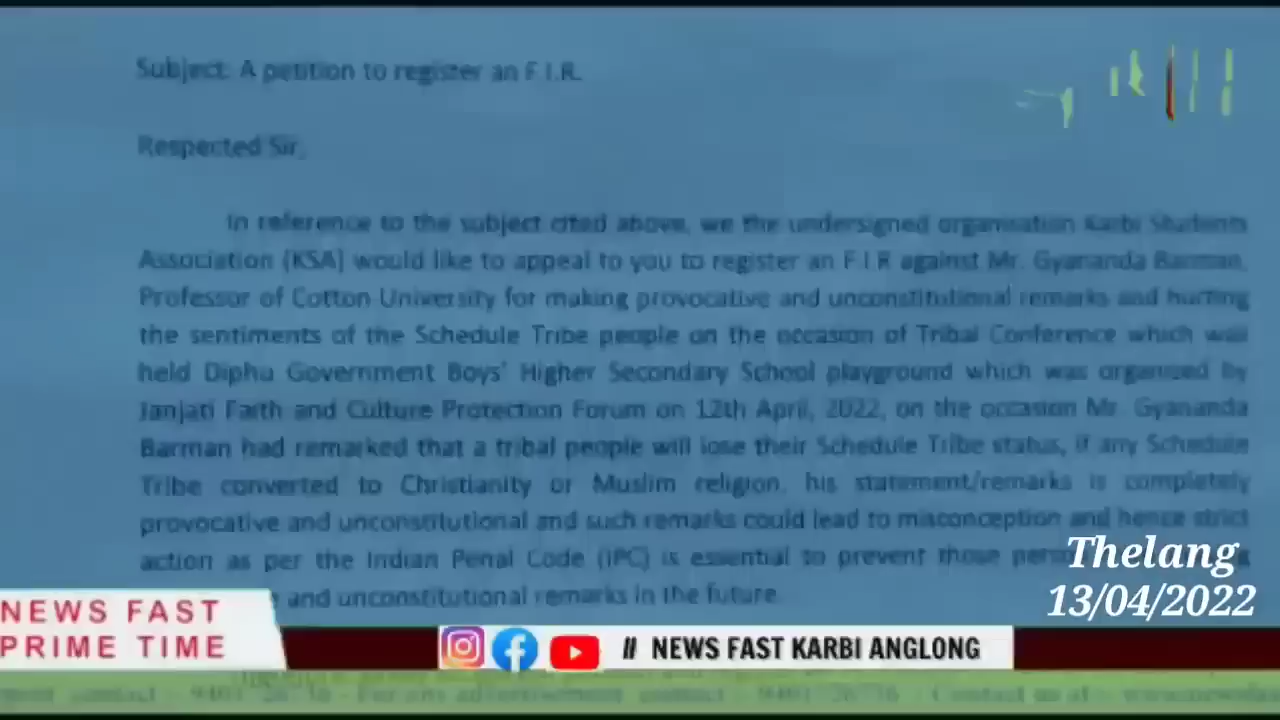 Subject: A petition to register an F.I.R.
Respected Sir,
In reference to the subject cited above, we the undersigned organisation Karbi Students
Association (KSA) would like to appeal to you to register an F.I.R against Mr. Gyananda Barman,
Professor of Cotton University for making provocative and unconstitutional remarks and hurting
the sentiments of the Schedule Tribe people on the occasion of Tribal Conference which was
held Diphu Government Boys' Higher Secondary School playground which was organised by
Janjati Faith and Culture Protection Forum on 12th April, 2022, on the occasion Mr. Gyananda
Barman had remarked that a tribal people will lose their Schedule Tribe status, if any Schedule
Tribe converted to Christianity or Muslim religion, his statement/remarks is completely
provocative and unconstitutional and such remarks could lead to misconception and hence strict
action as per the Indian Penal Code (IPC) is essential to prevent those
and unconstitutional remarks in the future.
Thelang
13/04/2022
NEWS FAST
PRIME TIME
// NEWS FAST KARBI ANGLONG